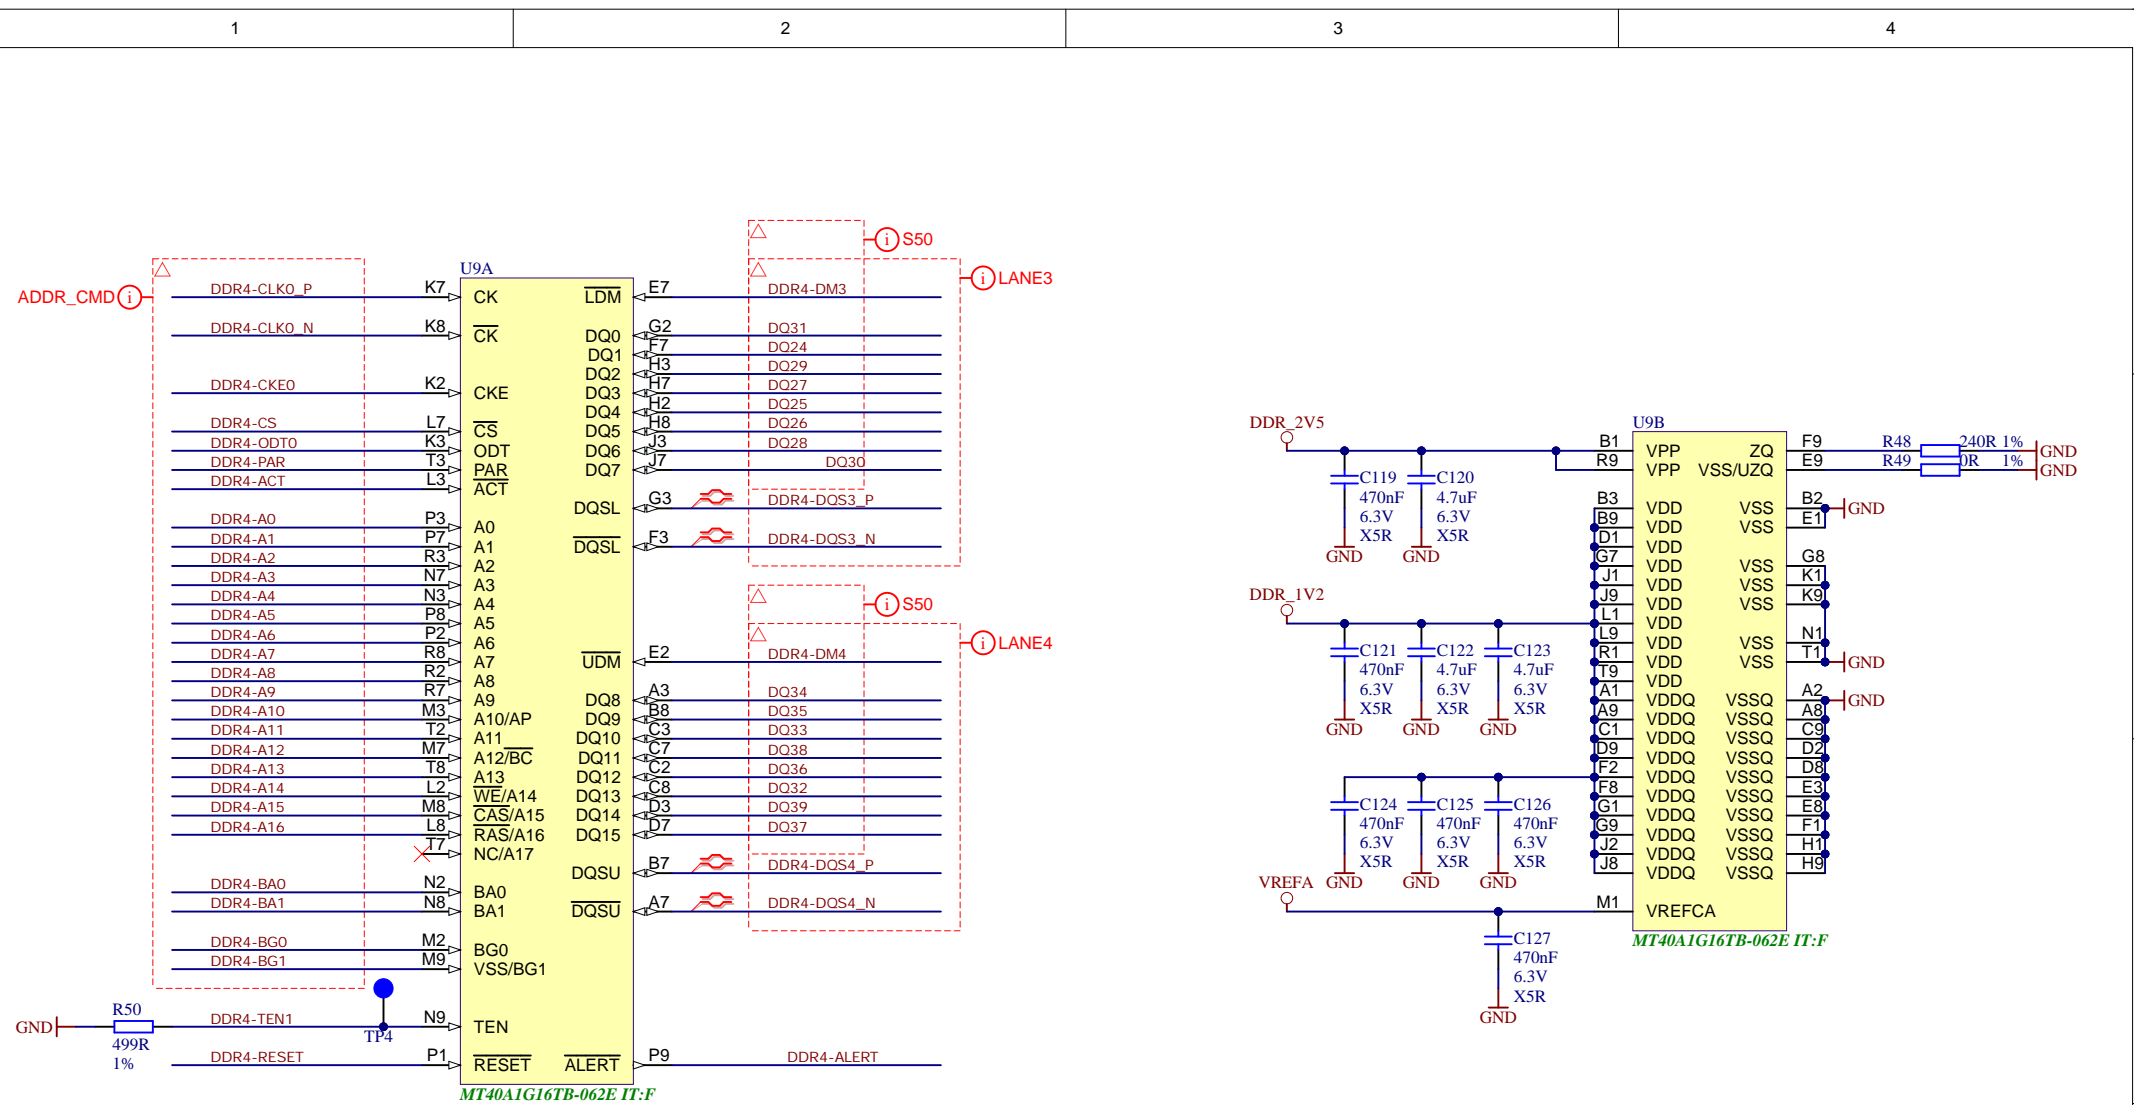 1 2 3 4
S50
LANE3
ADDR_CMD i
U9A
DDR4-CLK0_P K7 CK
DDR4-CLK0_N K8 CK
DDR4-CKE0 K2 CKE
DDR4-CS L7 CS
DDR4-ODT0 K3 ODT
DDR4-PAR T3 PAR
DDR4-ACT L3 ACT
DDR4-A0 P3 A0
DDR4-A1 P7 A1
DDR4-A2 R3 A2
DDR4-A3 N7 A3
DDR4-A4 N3 A4
DDR4-A5 P8 A5
DDR4-A6 P2 A6
DDR4-A7 R8 A7
DDR4-A8 R2 A8
DDR4-A9 R7 A9
DDR4-A10 M3 A10/AP
DDR4-A11 T2 A11
DDR4-A12 M7 A12/BC
DDR4-A13 T8 A13
DDR4-A14 L2 WE/A14
DDR4-A15 M8 CAS/A15
DDR4-A16 L8 RAS/A16
T7 NC/A17
DDR4-BA0 N2 BA0
DDR4-BA1 N8 BA1
DDR4-BG0 M2 BG0
DDR4-BG1 M9 VSS/BG1
GND R50 499R 1% DDR4-TEN1 TP4 N9 TEN
DDR4-RESET P1 RESET
LDM E7 DDR4-DM3
DQ0 G2 DQ31
DQ1 F7 DQ24
DQ2 H3 DQ29
DQ3 H7 DQ27
DQ4 H2 DQ25
DQ5 H8 DQ26
DQ6 J3 DQ28
DQ7 J7 DQ30
DQSL G3 DDR4-DQS3_P
DQSL F3 DDR4-DQS3_N
i S50
i LANE4
UDM E2 DDR4-DM4
DQ8 A3 DQ34
DQ9 B8 DQ35
DQ10 C3 DQ33
DQ11 C7 DQ38
DQ12 C2 DQ36
DQ13 C8 DQ32
DQ14 D3 DQ39
DQ15 D7 DQ37
DQSU B7 DDR4-DQS4_P
DQSU A7 DDR4-DQS4_N
ALERT P9 DDR4-ALERT
MT40A1G16TB-062E IT:F
DDR_2V5
C119 470nF 6.3V X5R GND
C120 4.7uF 6.3V X5R GND
DDR_1V2
C121 470nF 6.3V X5R GND
C122 4.7uF 6.3V X5R GND
C123 4.7uF 6.3V X5R GND
C124 470nF 6.3V X5R GND
C125 470nF 6.3V X5R GND
C126 470nF 6.3V X5R GND
VREFA
C127 470nF 6.3V X5R GND
U9B
B1 VPP
R9 VPP
B3 VDD
B9 VDD
D1 VDD
G7 VDD
J1 VDD
J9 VDD
L1 VDD
L9 VDD
R1 VDD
T9 VDD
A1 VDDQ
A9 VDDQ
C1 VDDQ
D9 VDDQ
F2 VDDQ
F8 VDDQ
G1 VDDQ
G9 VDDQ
J2 VDDQ
J8 VDDQ
M1 VREFCA
ZQ F9 R48 240R 1% GND
VSS/UZQ E9 R49 0R 1% GND
VSS B2 GND
VSS E1
VSS G8
VSS K1
VSS K9
VSS N1
VSS T1 GND
VSSQ A2 GND
VSSQ A8
VSSQ C9
VSSQ D2
VSSQ D8
VSSQ E3
VSSQ E8
VSSQ F1
VSSQ H1
VSSQ H9
MT40A1G16TB-062E IT:F